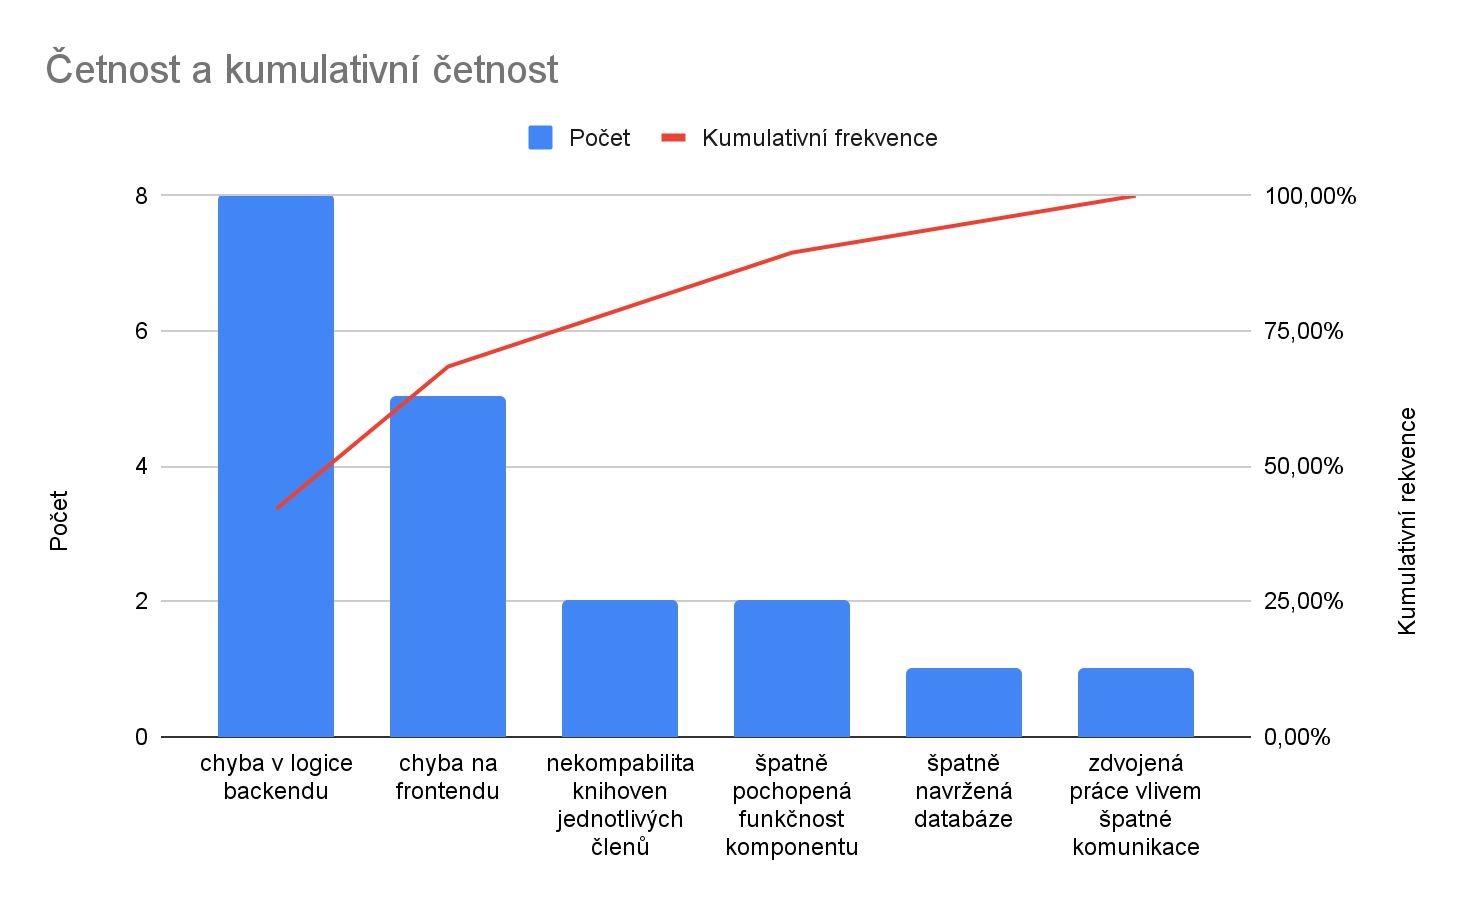 Četnost a kumulativní četnost
Počet
Kumulativní frekvence
8
6
4
2
0
100,00%
75,00%
50,00%
25,00%
0,00%
Počet
Kumulativní rekvence
chyba v logice
backendu
chyba na
frontendu
nekompabilita
knihoven
jednotlivých
členů
špatně
pochopená
funkčnost
komponentu
špatně
navržená
databáze
zdvojená
práce vlivem
špatné
komunikace